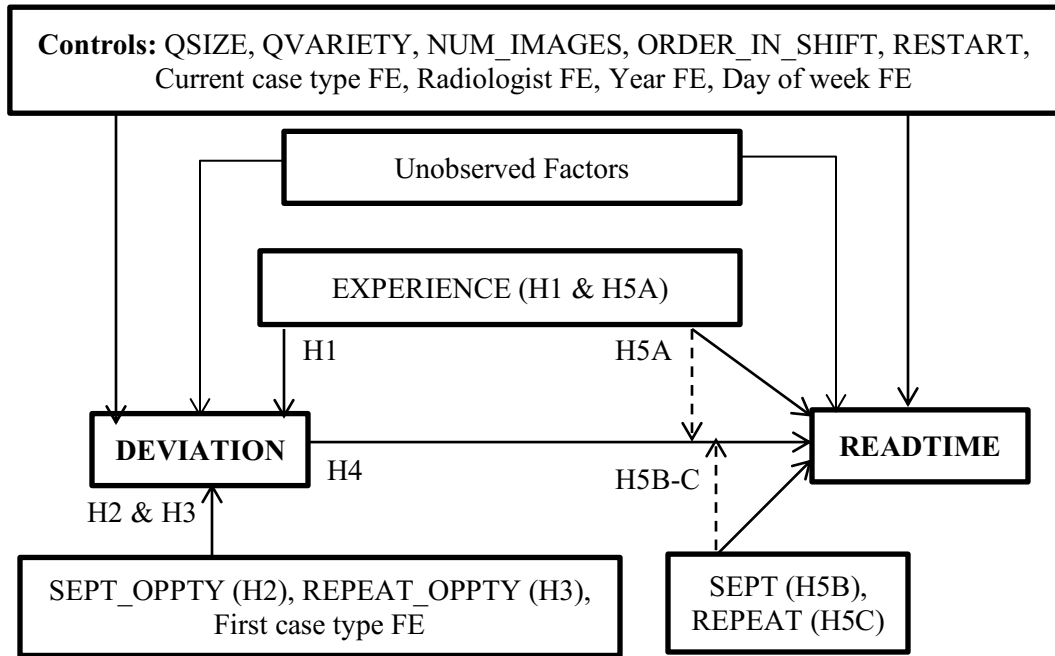 Controls: QSIZE, QVARIETY, NUM_IMAGES, ORDER_IN_SHIFT, RESTART,
Current case type FE, Radiologist FE, Year FE, Day of week FE
Unobserved Factors
EXPERIENCE (H1 & H5A)
H1
H5A
DEVIATION
READTIME
H4
H5B-C
H2 & H3
SEPT_OPPTY (H2), REPEAT_OPPTY (H3),
First case type FE
SEPT (H5B),
REPEAT (H5C)